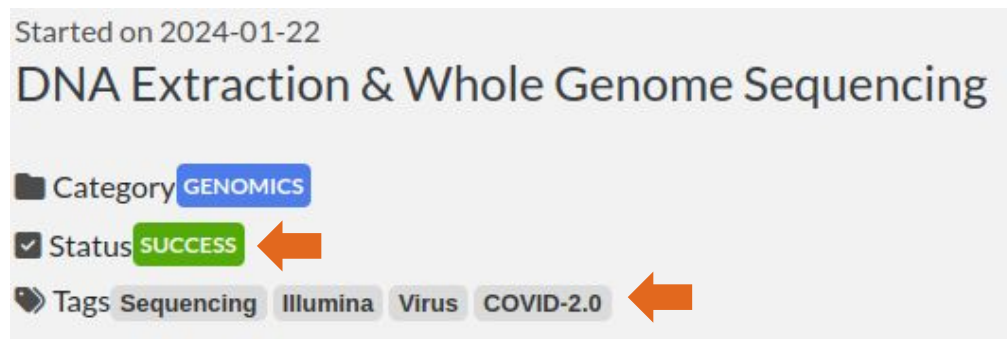 Started on 2024-01-22
DNA Extraction & Whole Genome Sequencing
Category GENOMICS
Status SUCCESS
Tags Sequencing Illumina Virus COVID-2.0